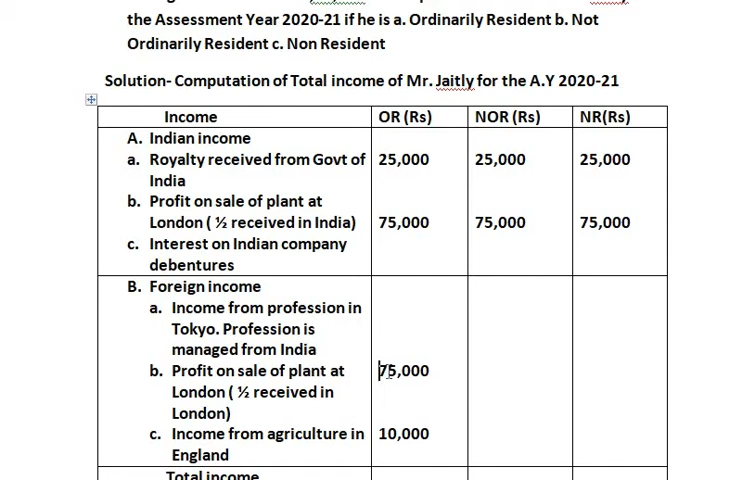 the Assessment Year 2020-21 if he is a. Ordinarily Resident b. Not
Ordinarily Resident c. Non Resident
Solution- Computation of Total income of Mr. Jaitly for the A.Y 2020-21
Income OR (Rs) NOR (Rs) NR(Rs)
A. Indian income
a. Royalty received from Govt of 25,000 25,000 25,000
India
b. Profit on sale of plant at
London ( ½ received in India) 75,000 75,000 75,000
c. Interest on Indian company
debentures
B. Foreign income
a. Income from profession in
Tokyo. Profession is
managed from India
b. Profit on sale of plant at 75,000
London ( ½ received in
London)
c. Income from agriculture in 10,000
England
Total income